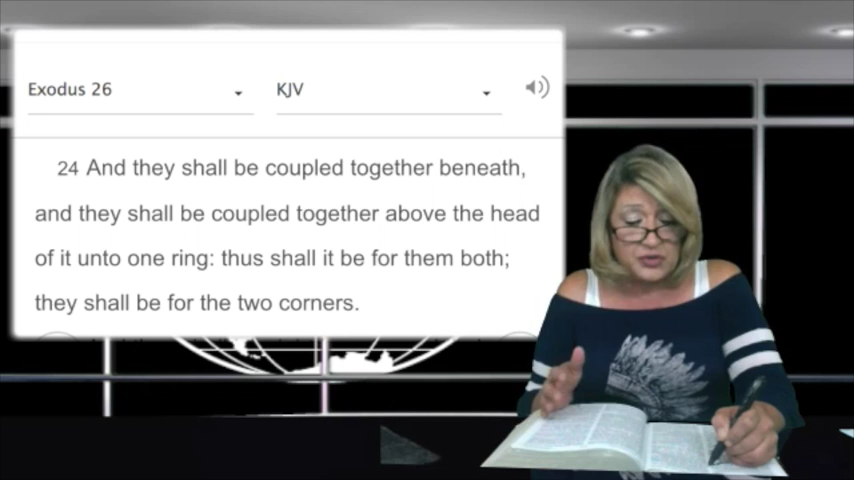 Exodus 26
KJV
24 And they shall be coupled together beneath,
and they shall be coupled together above the head
of it unto one ring: thus shall it be for them both;
they shall be for the two corners.